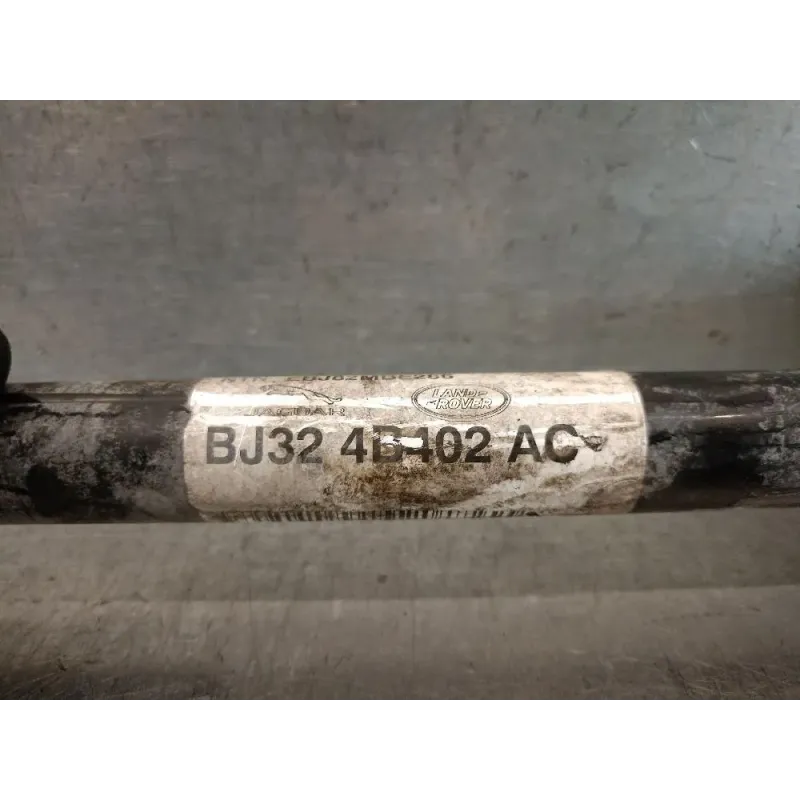 JAGUAR
LAND-
ROVER
BJ32 4B402 AC